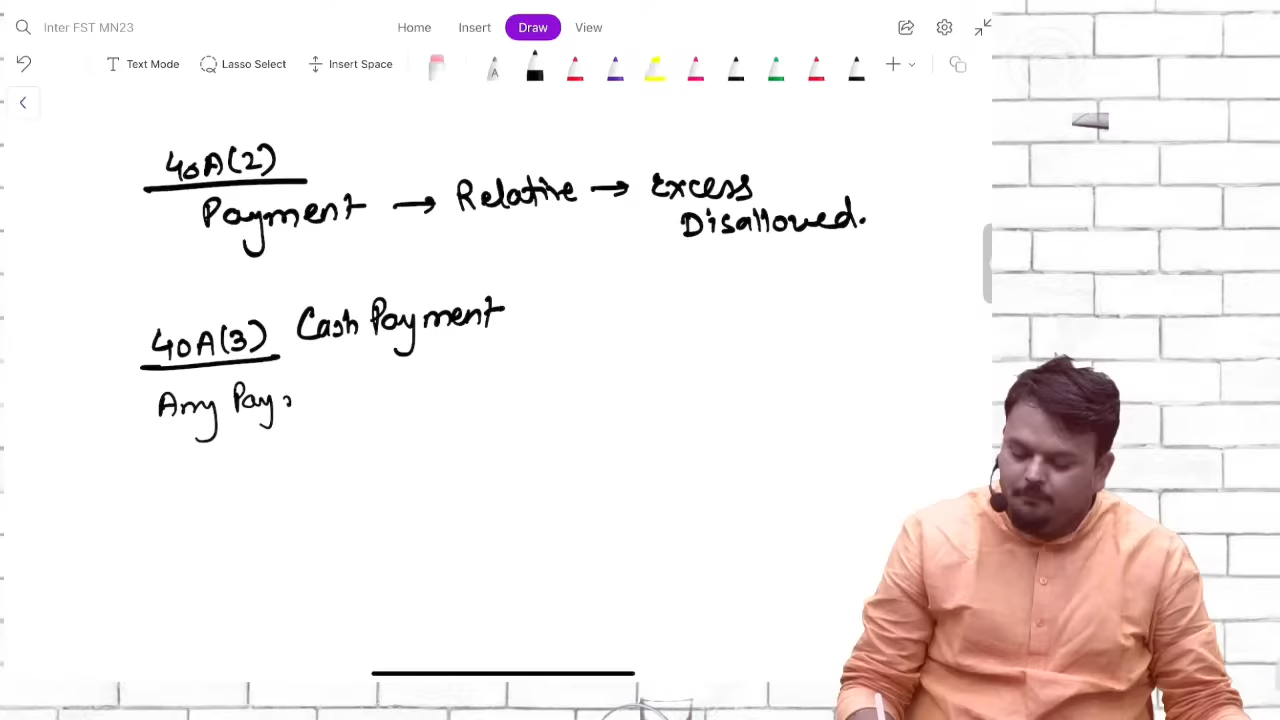 Inter FST MN23
Home Insert Draw View
Text Mode Lasso Select Insert Space
A
40A(2)
Payment → Relative → Excess
Disallowed.
40A(3) Cash Payment
Any Pay